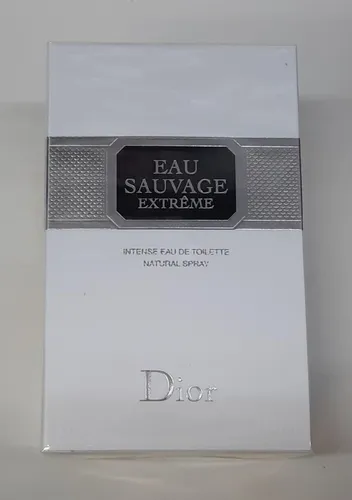 EAU
SAUVAGE
EXTRÊME
INTENSE EAU DE TOILETTE
NATURAL SPRAY
Dior